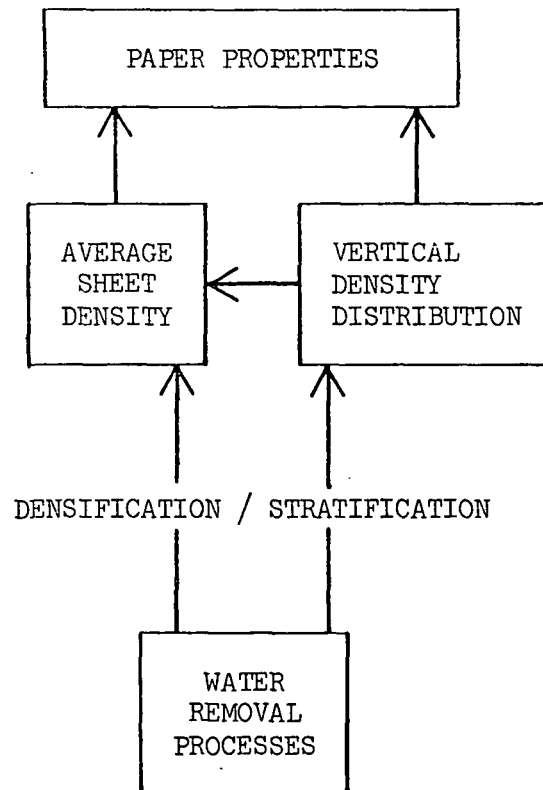 PAPER PROPERTIES
AVERAGE
SHEET
DENSITY
VERTICAL
DENSITY
DISTRIBUTION
DENSIFICATION / STRATIFICATION
WATER
REMOVAL
PROCESSES